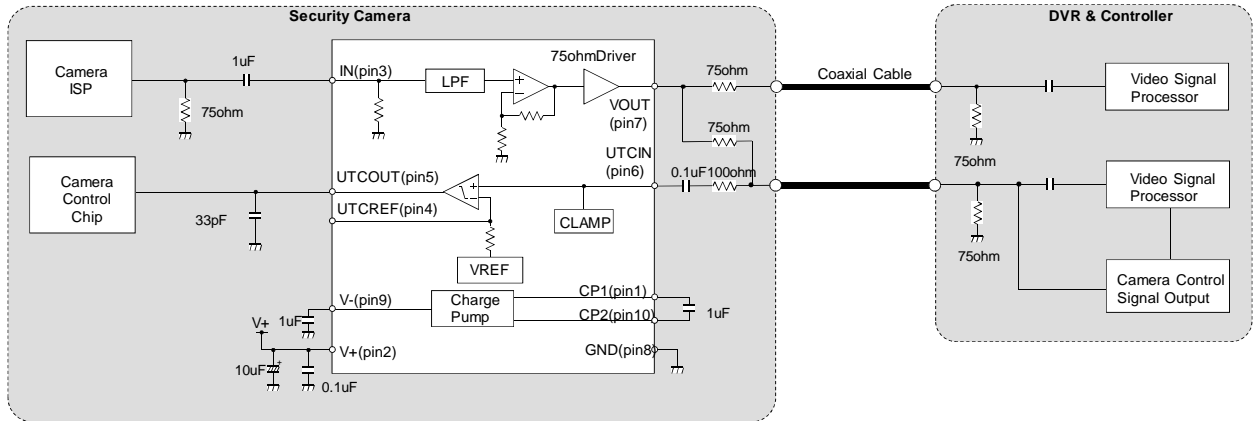 Security Camera
DVR & Controller
Camera
ISP
1uF
75ohm
IN(pin3)
LPF
75ohmDriver
VOUT
(pin7)
75ohm
75ohm
Coaxial Cable
75ohm
Video Signal
Processor
Camera
Control
Chip
33pF
UTCOUT(pin5)
UTCREF(pin4)
VREF
CLAMP
UTCIN
(pin6)
0.1uF
100ohm
75ohm
Video Signal
Processor
Camera Control
Signal Output
V-(pin9)
1uF
Charge
Pump
CP1(pin1)
CP2(pin10)
1uF
V+
V+(pin2)
10uF
+
0.1uF
GND(pin8)
+
−
+
−